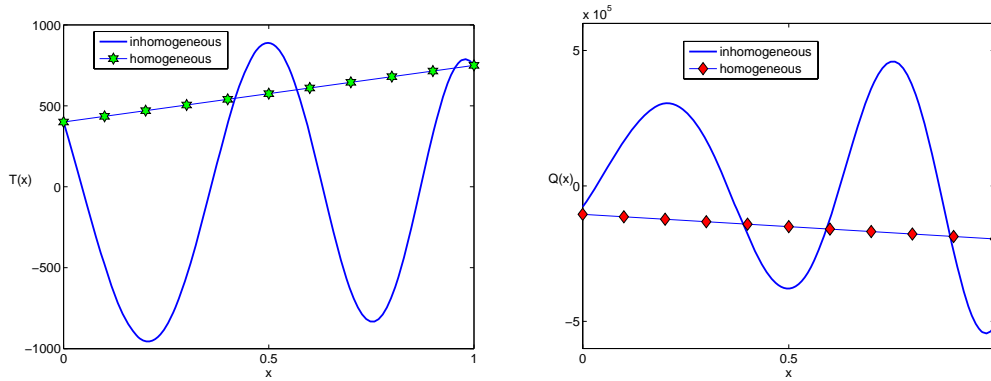 1000
500
0
−500
−1000
T(x)
0
0.5
1
x
inhomogeneous
homogeneous
x 10^5
5
0
−5
Q(x)
0
0.5
x
inhomogeneous
homogeneous